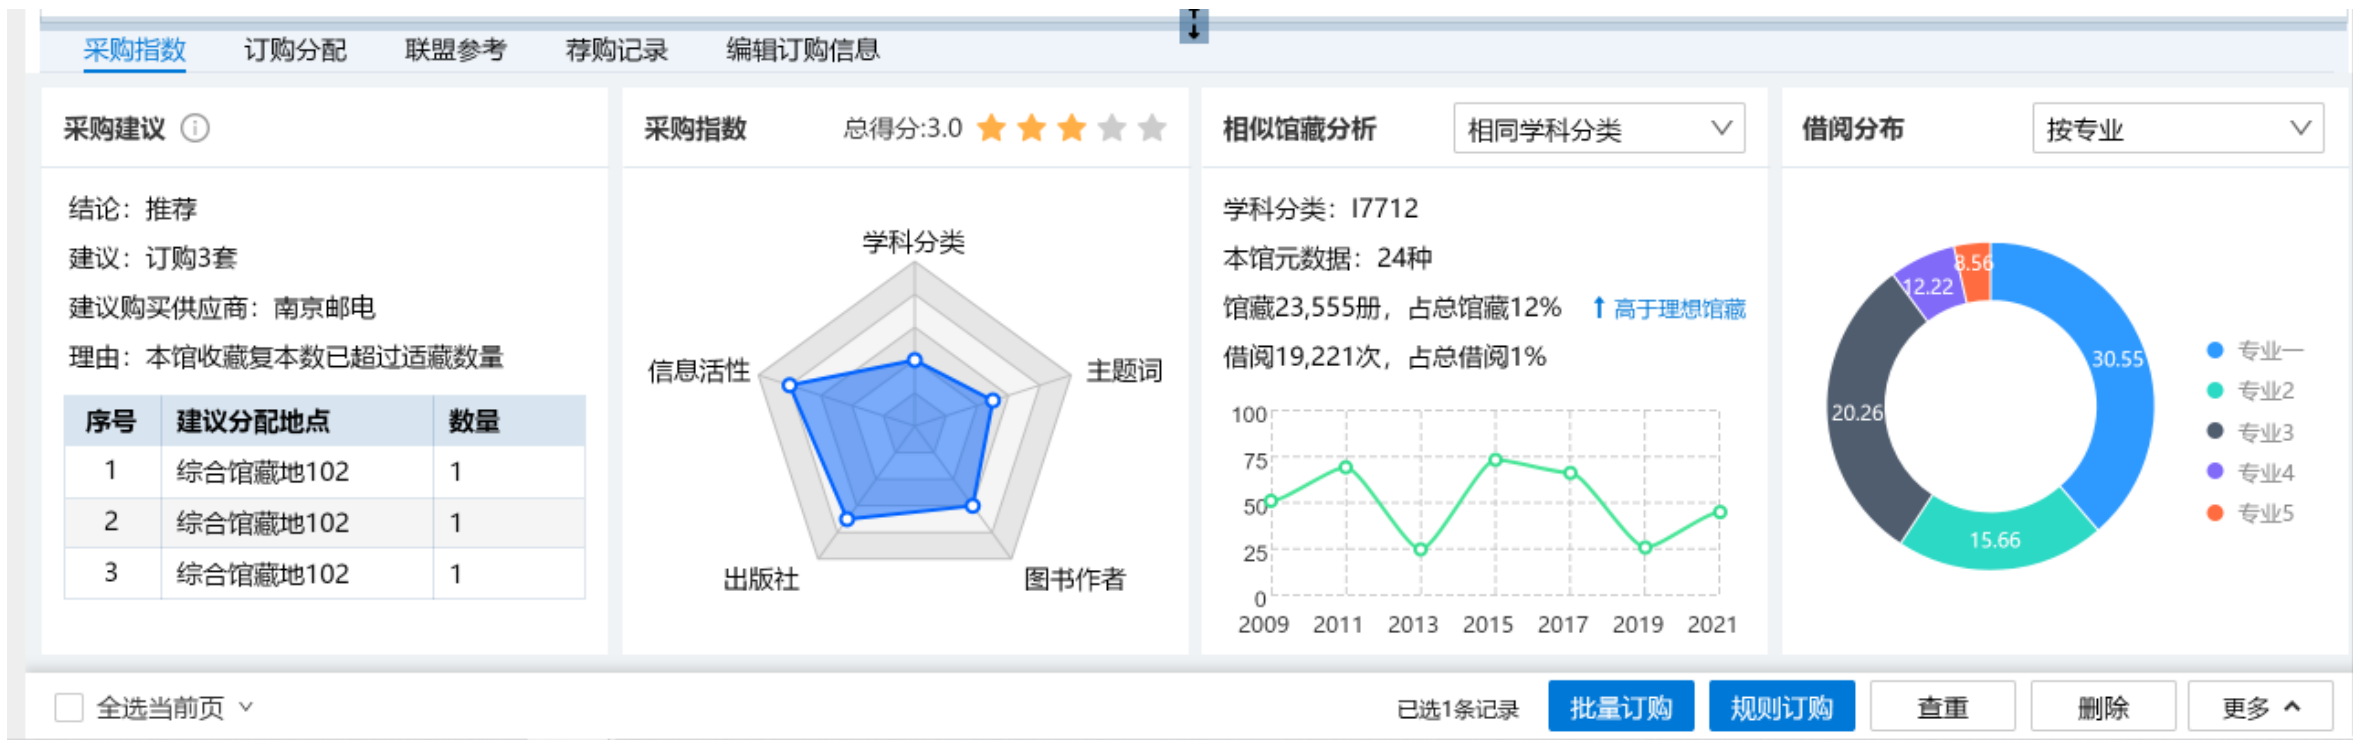 采购指数 订购分配 联盟参考 荐购记录 编辑订购信息
采购建议
结论：推荐
建议：订购3套
建议购买供应商：南京邮电
理由：本馆收藏复本数已超过适藏数量
序号 建议分配地点 数量
1 综合馆藏地102 1
2 综合馆藏地102 1
3 综合馆藏地102 1
采购指数 总得分:3.0
学科分类
信息活性 主题词
出版社 图书作者
相似馆藏分析 相同学科分类
学科分类：I7712
本馆元数据：24种
馆藏23,555册，占总馆藏12% 高于理想馆藏
借阅19,221次，占总借阅1%
100
75
50
25
0
2009 2011 2013 2015 2017 2019 2021
借阅分布 按专业
8.56
12.22
30.55
20.26
15.66
专业一
专业2
专业3
专业4
专业5
全选当前页 已选1条记录 批量订购 规则订购 查重 删除 更多